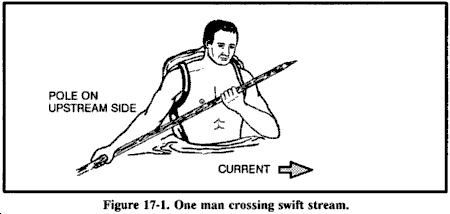 POLE ON
UPSTREAM SIDE
CURRENT
Figure 17-1. One man crossing swift stream.